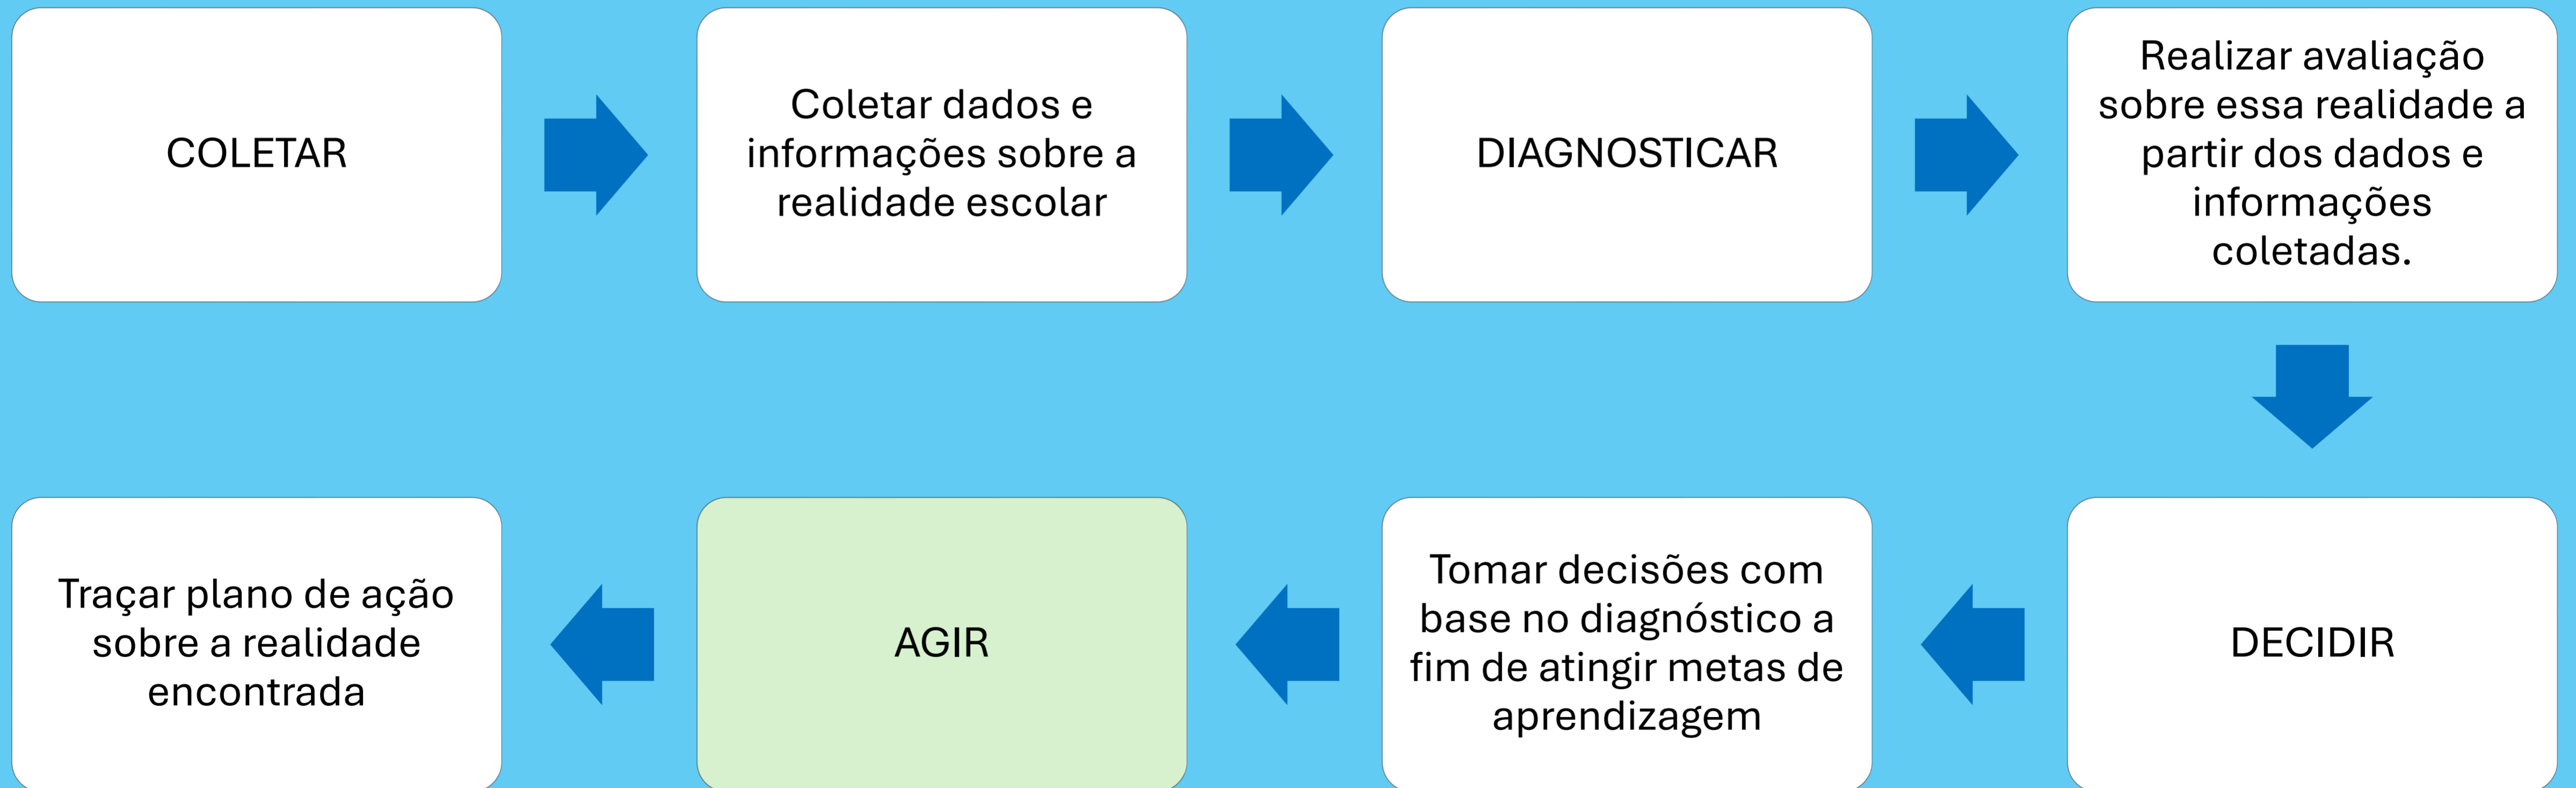 COLETAR
Coletar dados e
informações sobre a
realidade escolar
DIAGNOSTICAR
Realizar avaliação
sobre essa realidade a
partir dos dados e
informações
coletadas.
DECIDIR
Tomar decisões com
base no diagnóstico a
fim de atingir metas de
aprendizagem
AGIR
Traçar plano de ação
sobre a realidade
encontrada